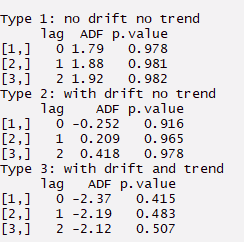 Type 1: no drift no trend
     lag  ADF p.value
[1,]   0 1.79   0.978
[2,]   1 1.88   0.981
[3,]   2 1.92   0.982
Type 2: with drift no trend
     lag    ADF p.value
[1,]   0 -0.252   0.916
[2,]   1  0.209   0.965
[3,]   2  0.418   0.978
Type 3: with drift and trend
     lag   ADF p.value
[1,]   0 -2.37   0.415
[2,]   1 -2.19   0.483
[3,]   2 -2.12   0.507